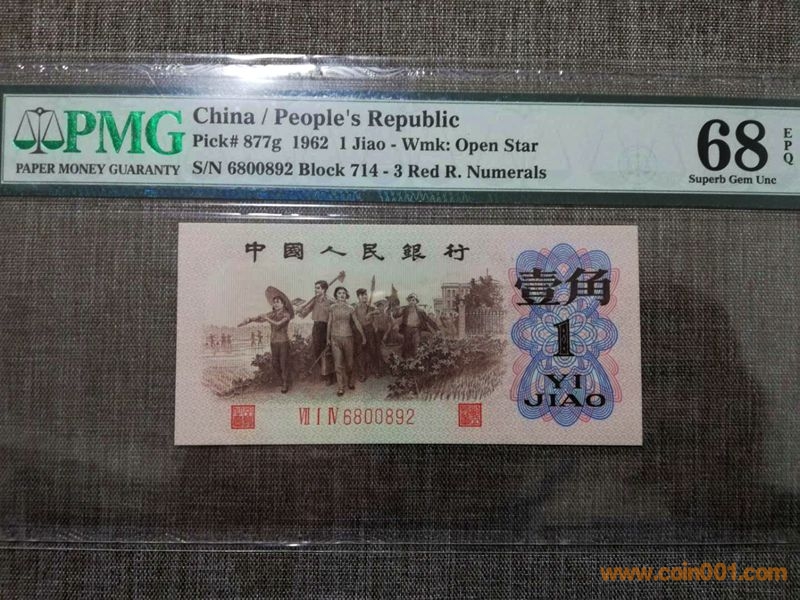 PMG
PAPER MONEY GUARANTY
China / People's Republic
Pick# 877g 1962 1 Jiao - Wmk: Open Star
S/N 6800892 Block 714 - 3 Red R. Numerals
68
EPQ
Superb Gem Unc
中國人民銀行
壹角
1
YI
JIAO
Ⅶ Ⅰ Ⅳ 6800892
www.coin001.com